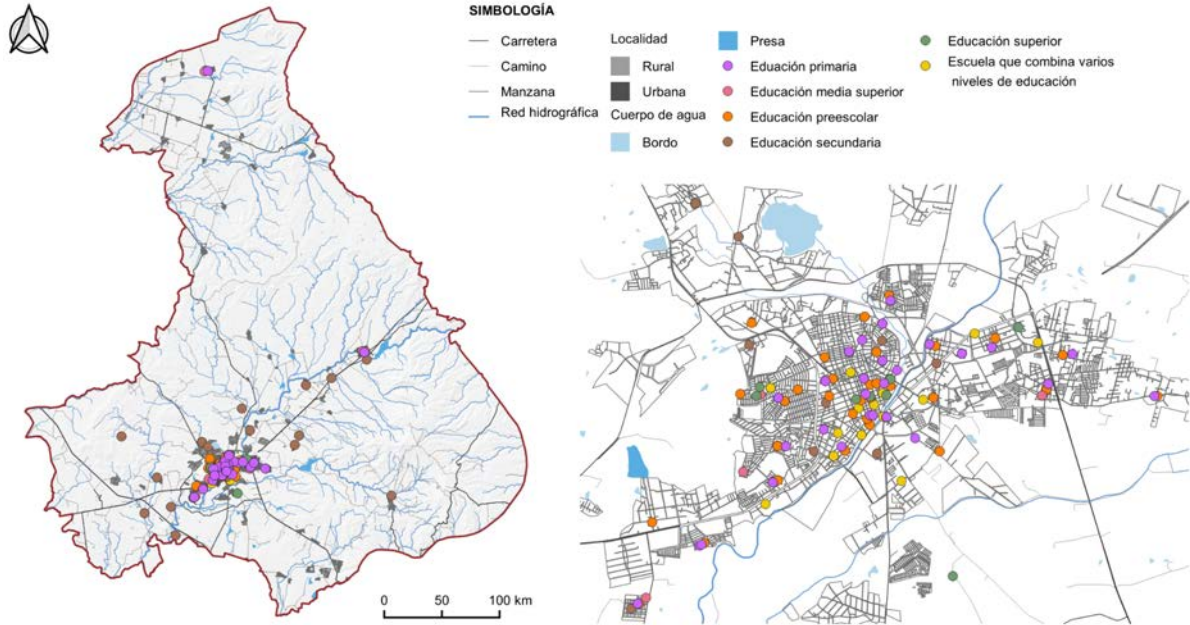 SIMBOLOGÍA
Carretera
Camino
Manzana
Red hidrográfica
Localidad
Rural
Urbana
Cuerpo de agua
Bordo
Presa
Eduación primaria
Educación media superior
Educación preescolar
Educación secundaria
Educación superior
Escuela que combina varios
niveles de educación
0 50 100 km